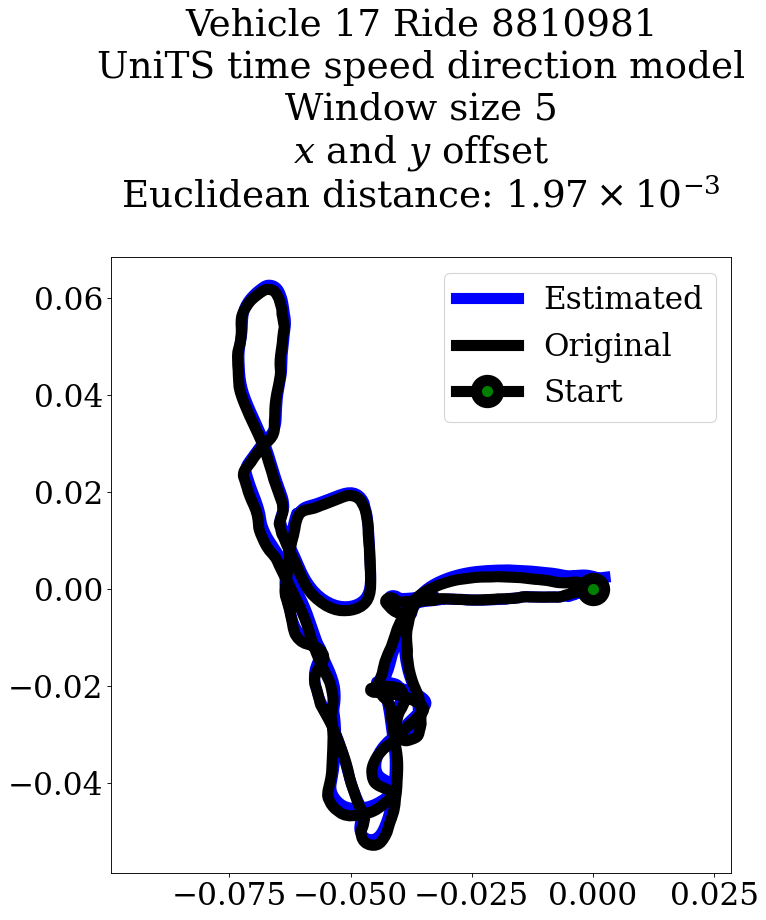 Vehicle 17 Ride 8810981
UniTS time speed direction model
Window size 5
x and y offset
Euclidean distance: 1.97 × 10⁻³
Estimated
Original
Start
0.06
0.04
0.02
0.00
−0.02
−0.04
−0.075 −0.050 −0.025 0.000 0.025